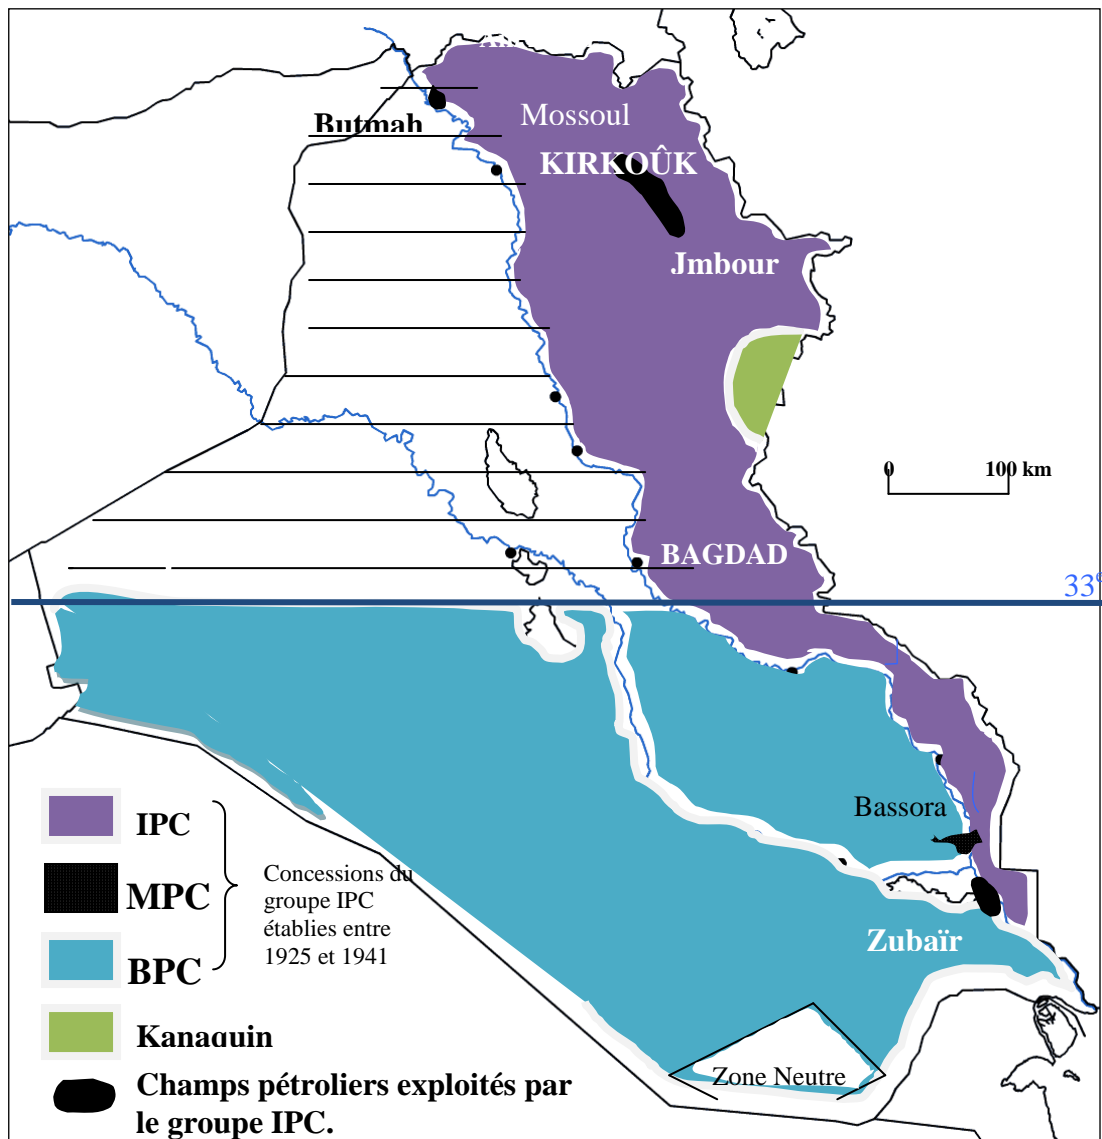 Butmah
Mossoul
KIRKOÛK
Jmbour
0 100 km
BAGDAD
33°
Bassora
IPC
MPC
BPC
Concessions du
groupe IPC
établies entre
1925 et 1941
Zubaïr
Kanaquin
Zone Neutre
Champs pétroliers exploités par
le groupe IPC.